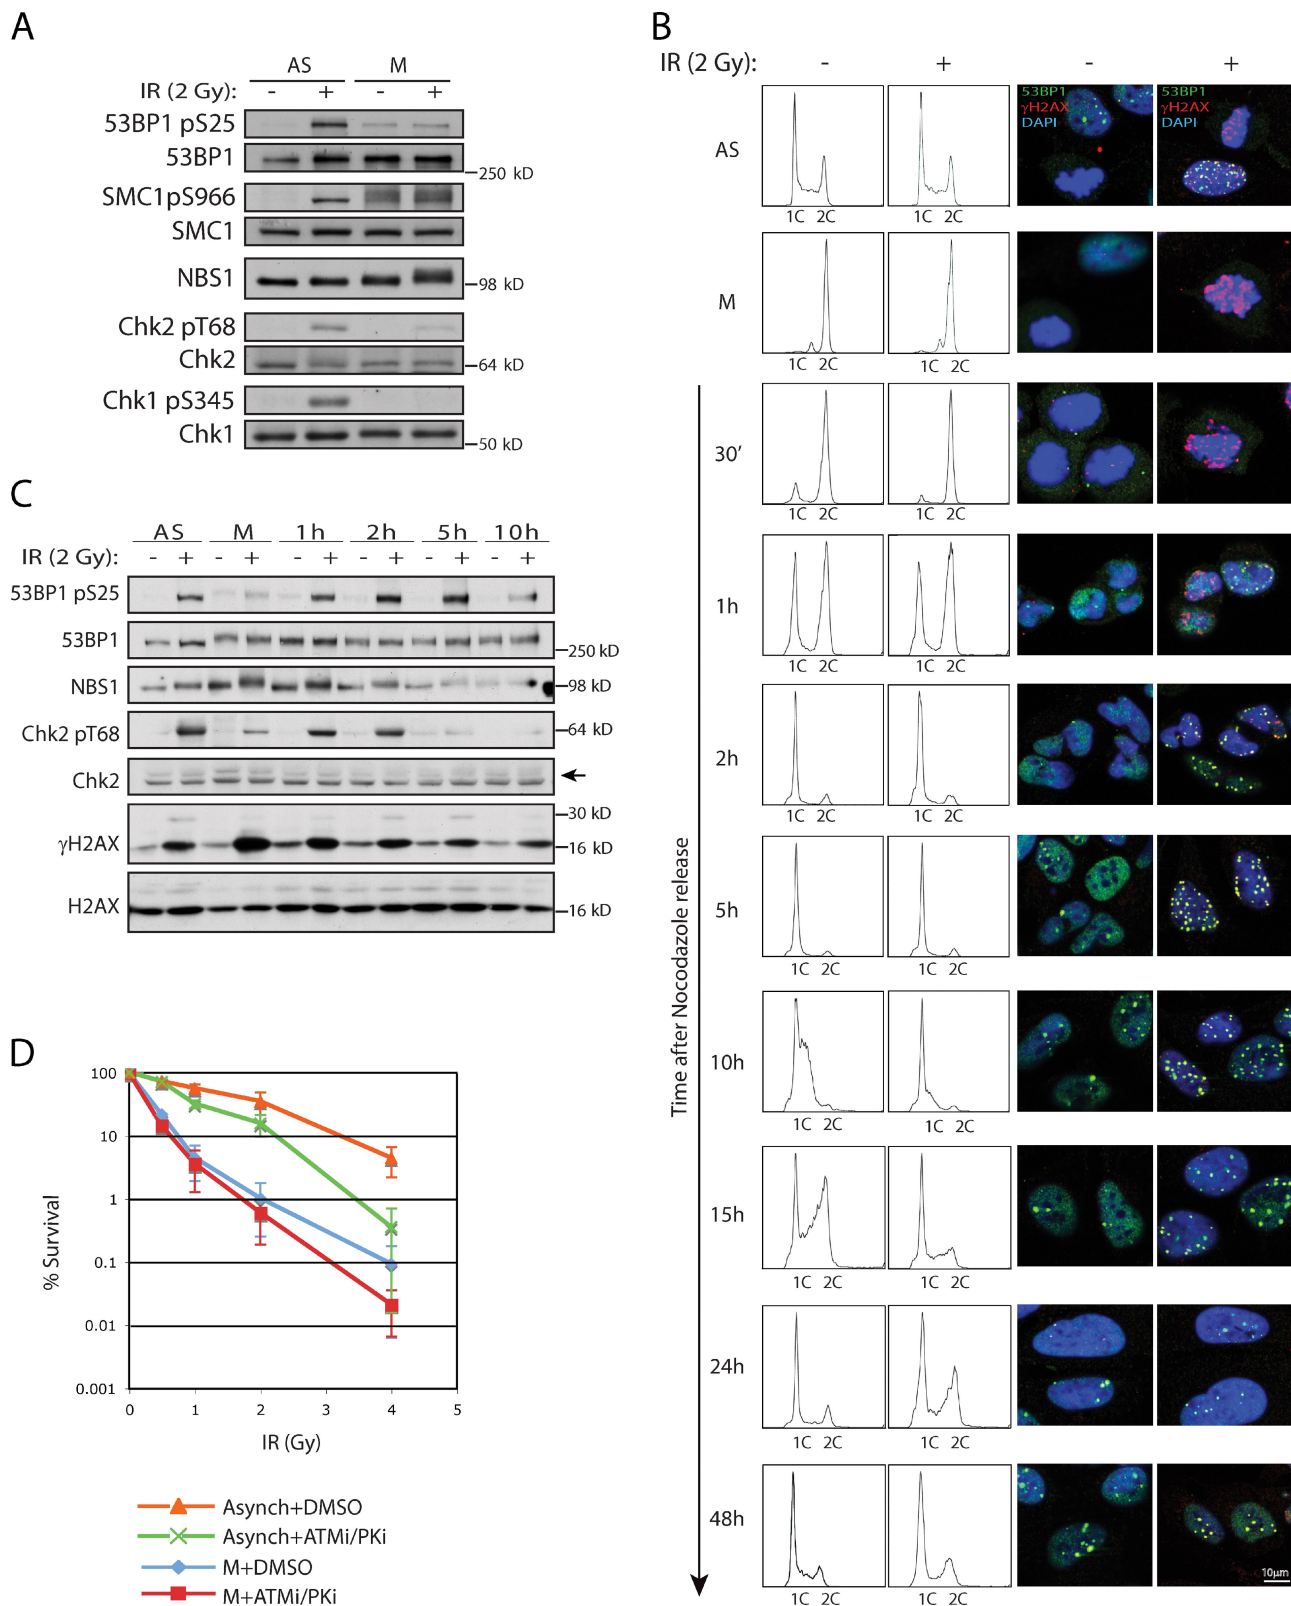 A
AS M
IR (2 Gy): - + - +
53BP1 pS25
53BP1
250 kD
SMC1pS966
SMC1
NBS1
98 kD
Chk2 pT68
Chk2
64 kD
Chk1 pS345
Chk1
50 kD
B
IR (2 Gy): - + - +
53BP1
γH2AX
DAPI
53BP1
γH2AX
DAPI
AS
1C 2C 1C 2C
M
1C 2C 1C 2C
30'
1C 2C 1C 2C
1h
1C 2C 1C 2C
2h
1C 2C 1C 2C
5h
1C 2C 1C 2C
10h
1C 2C 1C 2C
15h
1C 2C 1C 2C
24h
1C 2C 1C 2C
48h
1C 2C 1C 2C
10μm
Time after Nocodazole release
C
AS M 1h 2h 5h 10h
IR (2 Gy): - + - + - + - + - + - +
53BP1 pS25
53BP1
250 kD
NBS1
98 kD
Chk2 pT68
64 kD
Chk2
30 kD
γH2AX
16 kD
H2AX
16 kD
D
% Survival
100
10
1
0.1
0.01
0.001
0 1 2 3 4 5
IR (Gy)
Asynch+DMSO
Asynch+ATMi/PKi
M+DMSO
M+ATMi/PKi